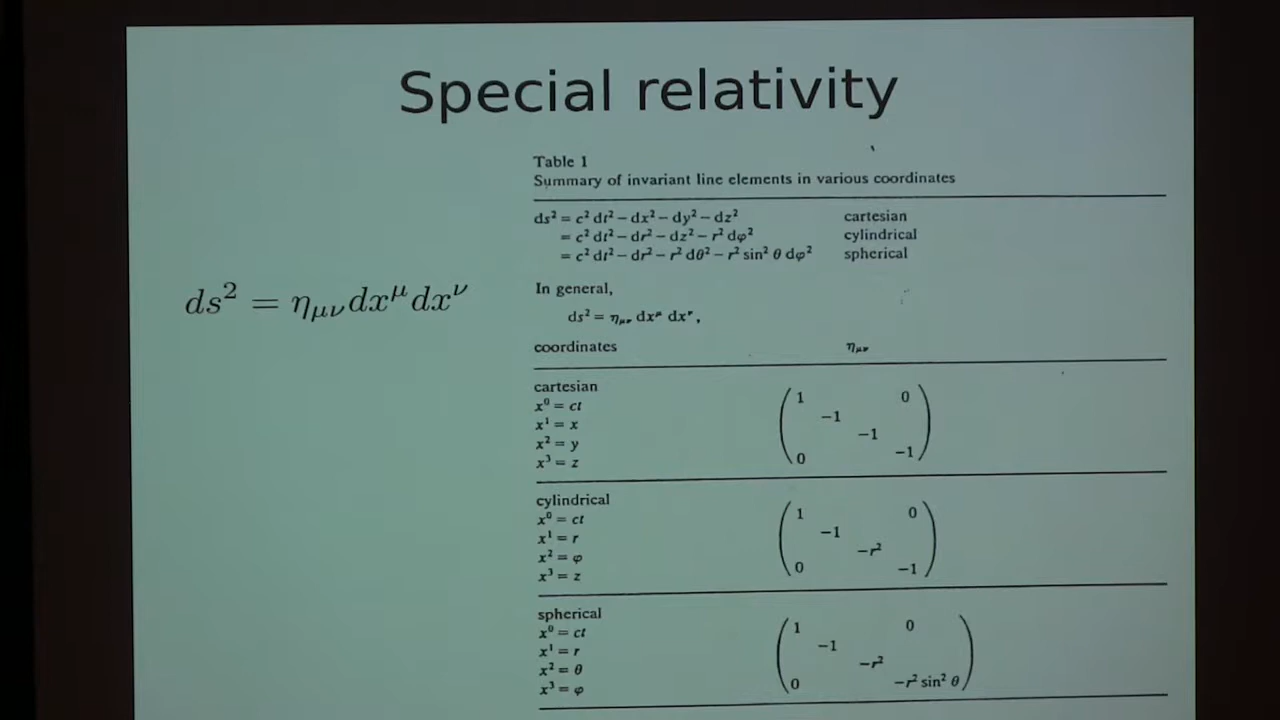 Special relativity
ds² = η_μν dx^μ dx^ν
Table 1
Summary of invariant line elements in various coordinates
ds² = c² dt² − dx² − dy² − dz² cartesian
= c² dt² − dr² − dz² − r² dφ² cylindrical
= c² dt² − dr² − r² dθ² − r² sin² θ dφ² spherical
In general,
ds² = η_μν dx^μ dx^ν,
coordinates η_μν
cartesian
x⁰ = ct
x¹ = x
x² = y
x³ = z
1 0
−1
−1
0 −1
cylindrical
x⁰ = ct
x¹ = r
x² = φ
x³ = z
1 0
−1
−r²
0 −1
spherical
x⁰ = ct
x¹ = r
x² = θ
x³ = φ
1 0
−1
−r²
0 −r² sin² θ